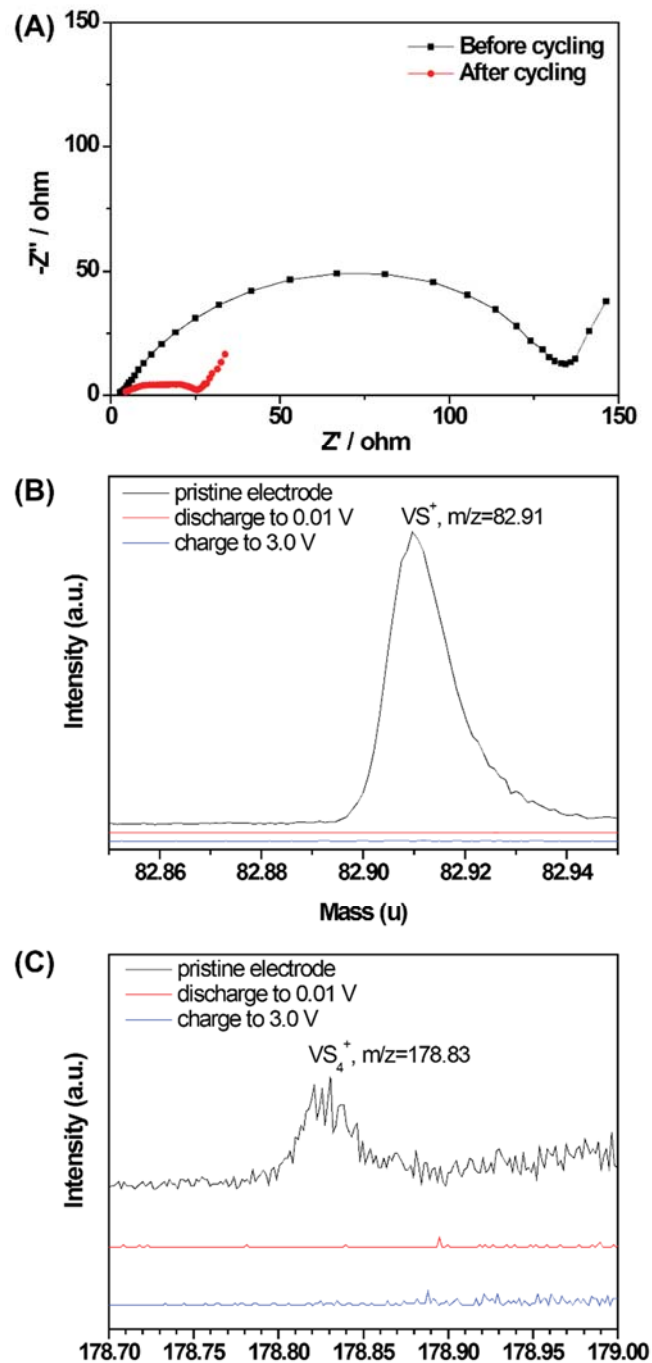 (A)
150
100
50
0
-Z'' / ohm
Before cycling
After cycling
0 50 100 150
Z' / ohm
(B)
pristine electrode
discharge to 0.01 V
charge to 3.0 V
VS⁺, m/z=82.91
Intensity (a.u.)
82.86 82.88 82.90 82.92 82.94
Mass (u)
(C)
pristine electrode
discharge to 0.01 V
charge to 3.0 V
VS₄⁺, m/z=178.83
Intensity (a.u.)
178.70 178.75 178.80 178.85 178.90 178.95 179.00